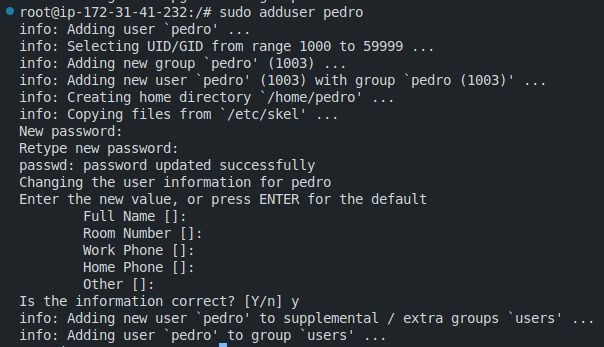 root@ip-172-31-41-232:/# sudo adduser pedro
info: Adding user `pedro' ...
info: Selecting UID/GID from range 1000 to 59999 ...
info: Adding new group `pedro' (1003) ...
info: Adding new user `pedro' (1003) with group `pedro (1003)' ...
info: Creating home directory `/home/pedro' ...
info: Copying files from `/etc/skel' ...
New password:
Retype new password:
passwd: password updated successfully
Changing the user information for pedro
Enter the new value, or press ENTER for the default
Full Name []:
Room Number []:
Work Phone []:
Home Phone []:
Other []:
Is the information correct? [Y/n] y
info: Adding new user `pedro' to supplemental / extra groups `users' ...
info: Adding user `pedro' to group `users' ...